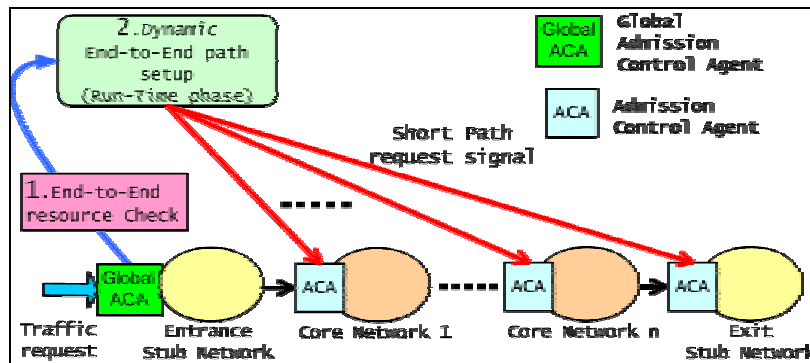 2.Dynamic
End-to-End path
setup
(Run-Time phase)
Global
ACA
Global
Admission
Control Agent
ACA
Admission
Control Agent
Short Path
request signal
1.End-to-End
resource Check
Global
ACA
ACA
ACA
ACA
Traffic
request
Entrance
Stub Network
Core Network 1
Core Network n
Exit
Stub Network